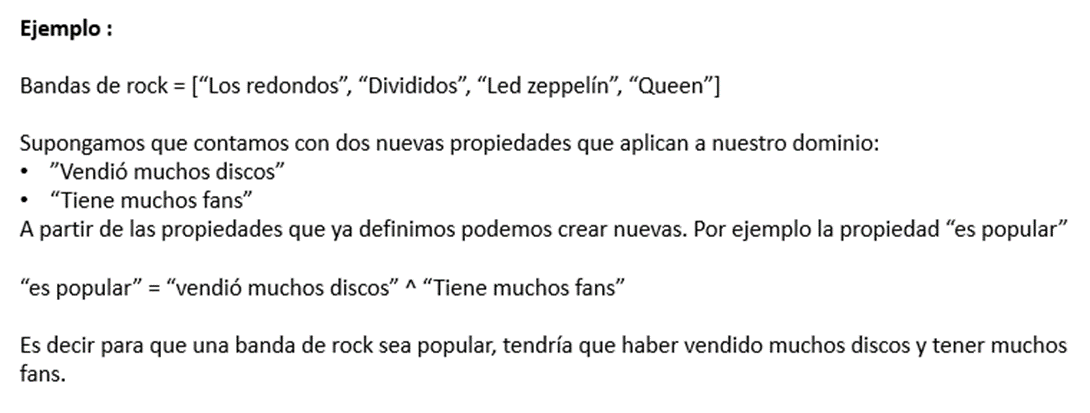 Ejemplo :
Bandas de rock = [“Los redondos”, “Divididos”, “Led zeppelín”, “Queen”]
Supongamos que contamos con dos nuevas propiedades que aplican a nuestro dominio:
• ”Vendió muchos discos”
• “Tiene muchos fans”
A partir de las propiedades que ya definimos podemos crear nuevas. Por ejemplo la propiedad “es popular”
“es popular” = “vendió muchos discos” ^ “Tiene muchos fans”
Es decir para que una banda de rock sea popular, tendría que haber vendido muchos discos y tener muchos
fans.